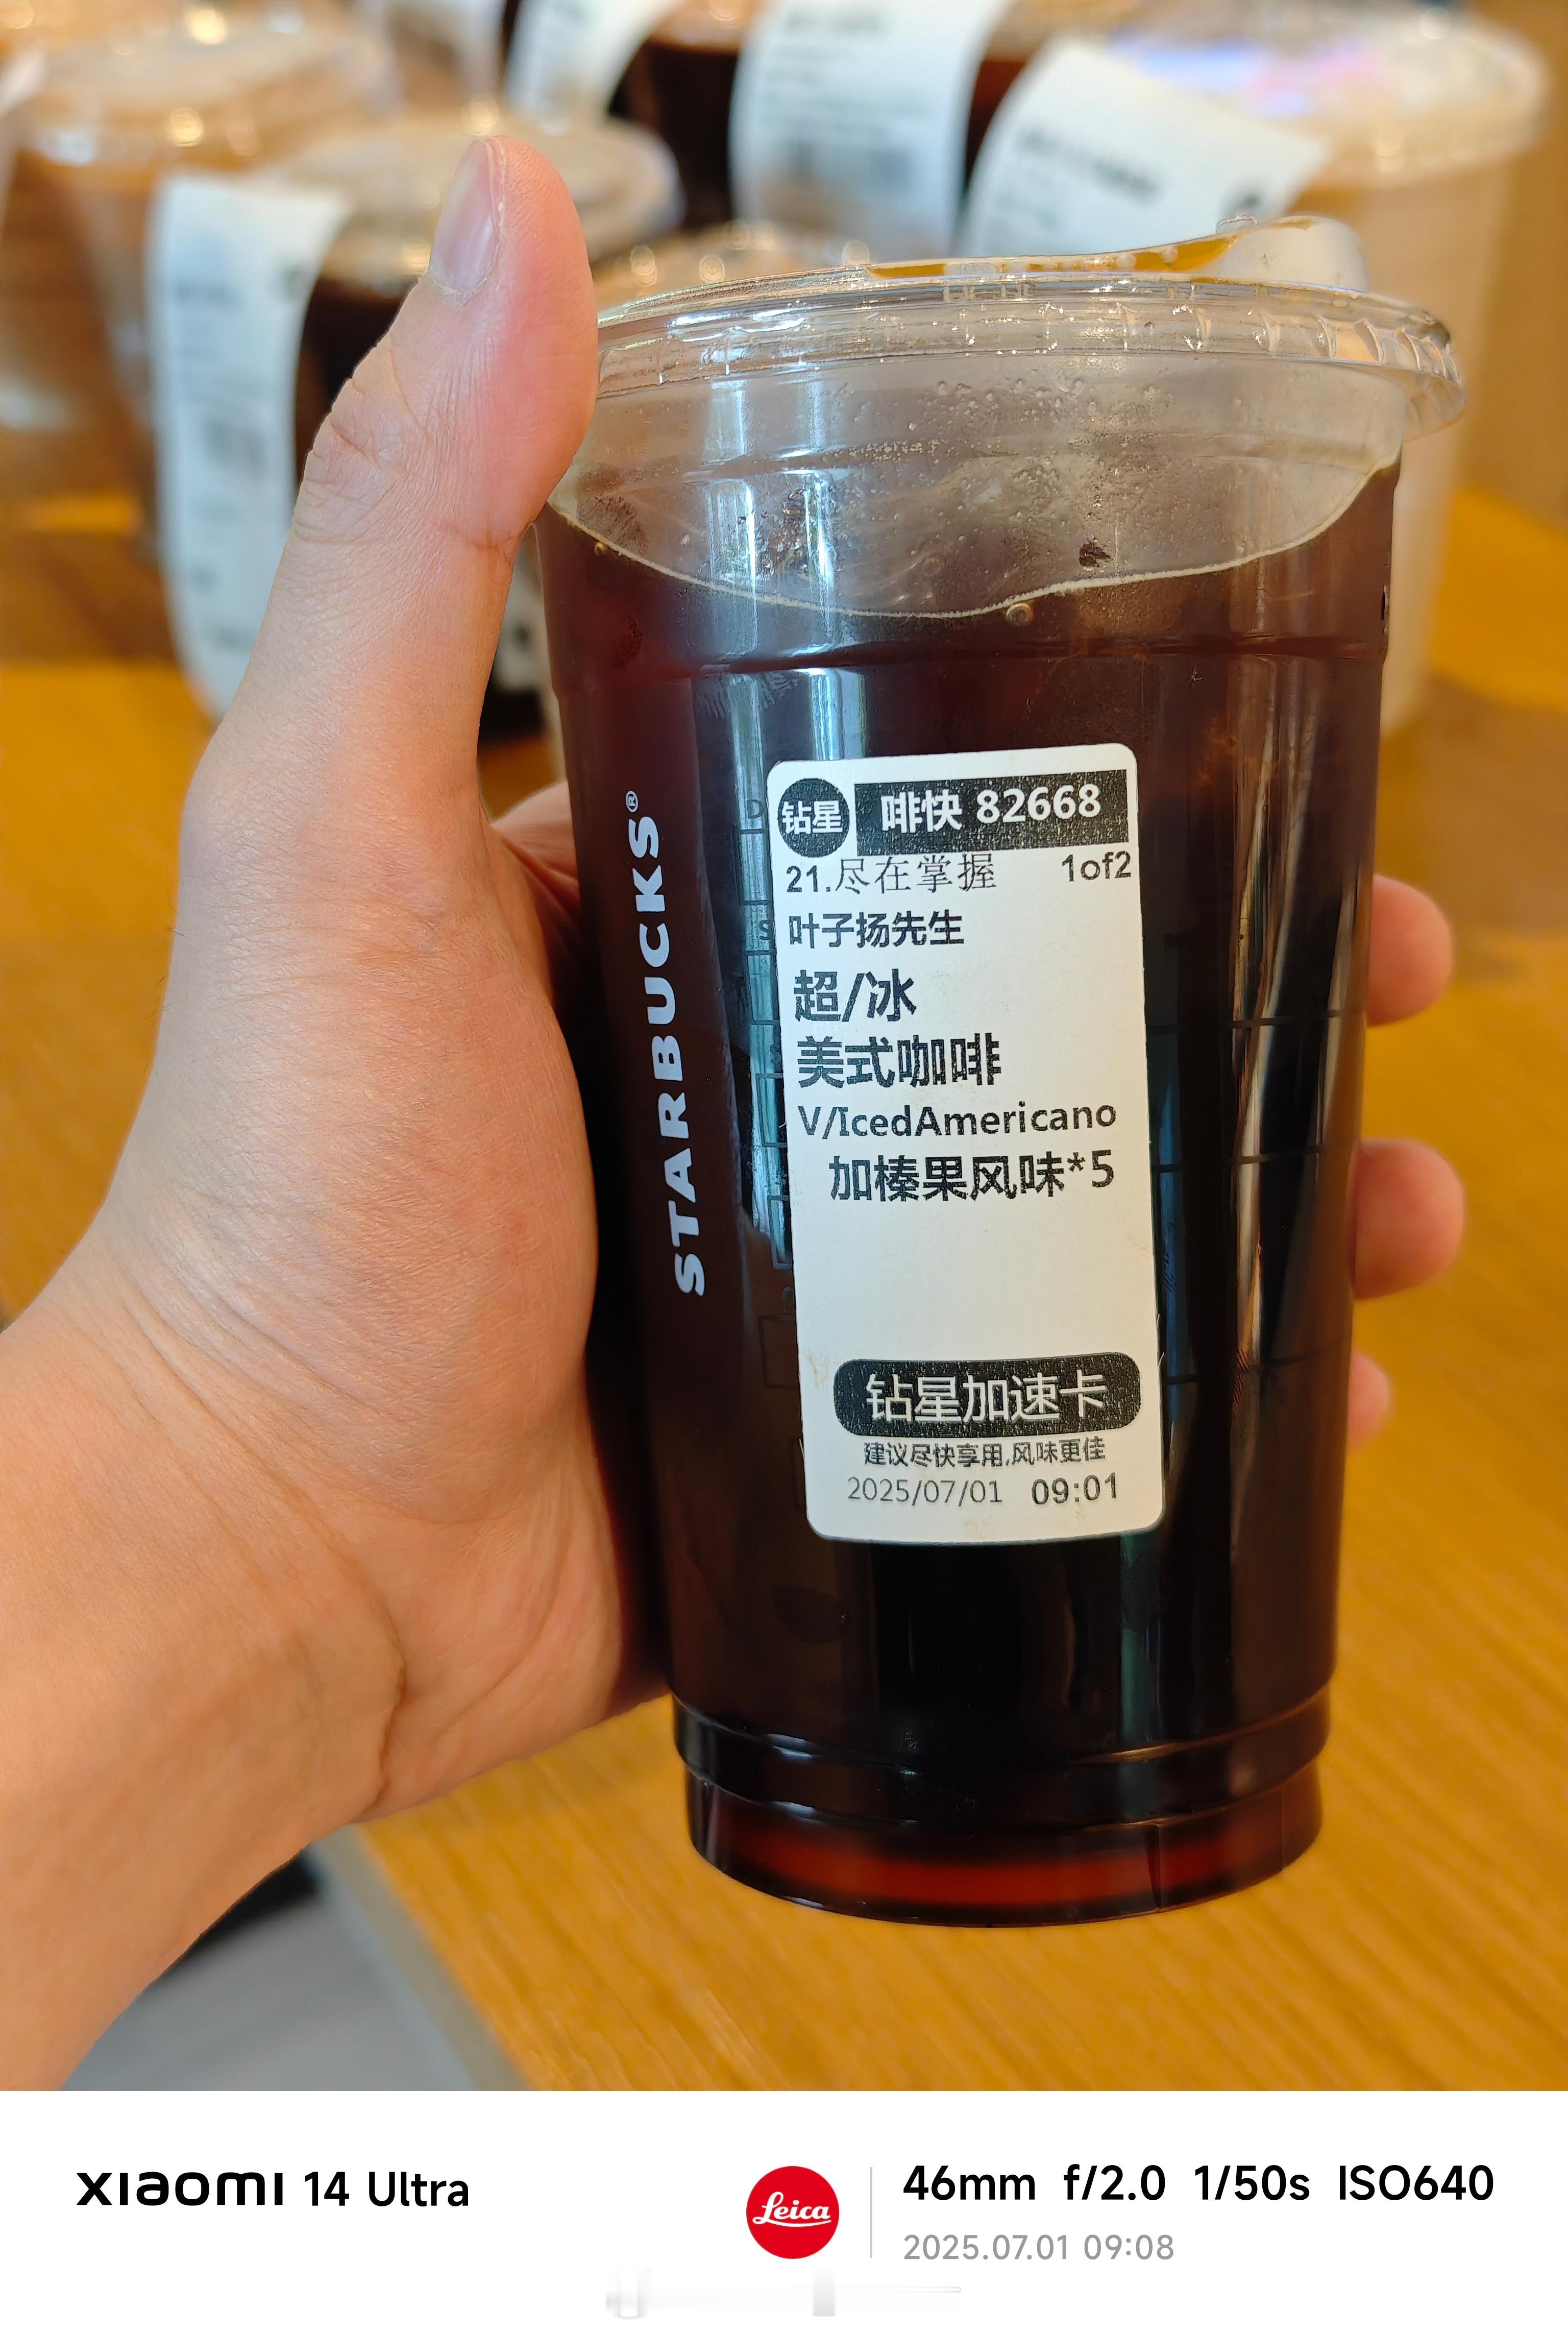 STARBUCKS®
钻星 啡快 82668
21.尽在掌握 1of2
叶子扬先生
超/冰
美式咖啡
V/IcedAmericano
加榛果风味*5
钻星加速卡
建议尽快享用,风味更佳
2025/07/01 09:01
xiaomi 14 Ultra
Leica
46mm f/2.0 1/50s ISO640
2025.07.01 09:08